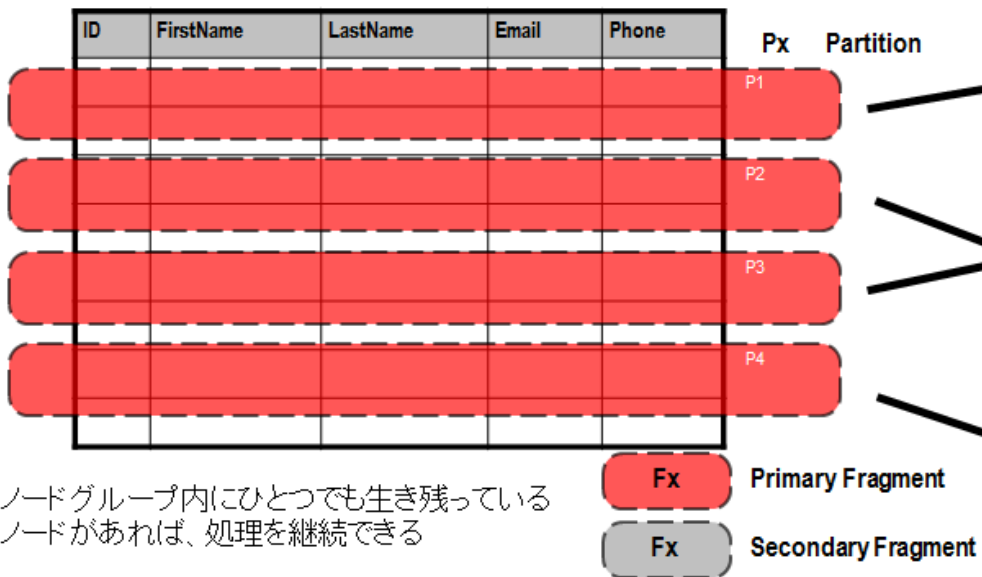 ID FirstName LastName Email Phone
Px Partition
P1
P2
P3
P4
Fx Primary Fragment
ノードグループ内にひとつでも生き残っている
ノードがあれば、処理を継続できる
Fx Secondary Fragment